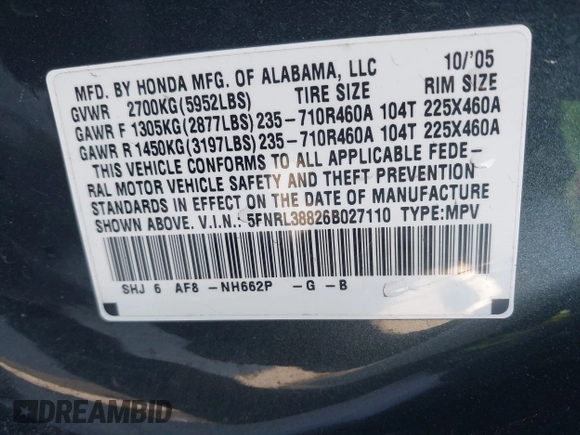 MFD. BY HONDA MFG. OF ALABAMA, LLC 10/'05
GVWR 2700KG(5952LBS) TIRE SIZE RIM SIZE
GAWR F 1305KG(2877LBS) 235-710R460A 104T 225X460A
GAWR R 1450KG(3197LBS) 235-710R460A 104T 225X460A
THIS VEHICLE CONFORMS TO ALL APPLICABLE FEDE-
RAL MOTOR VEHICLE SAFETY AND THEFT PREVENTION
STANDARDS IN EFFECT ON THE DATE OF MANUFACTURE
SHOWN ABOVE. V.I.N.: 5FNRL38826B027110 TYPE:MPV
SHJ 6 AF8 -NH662P -G -B
DREAMBID